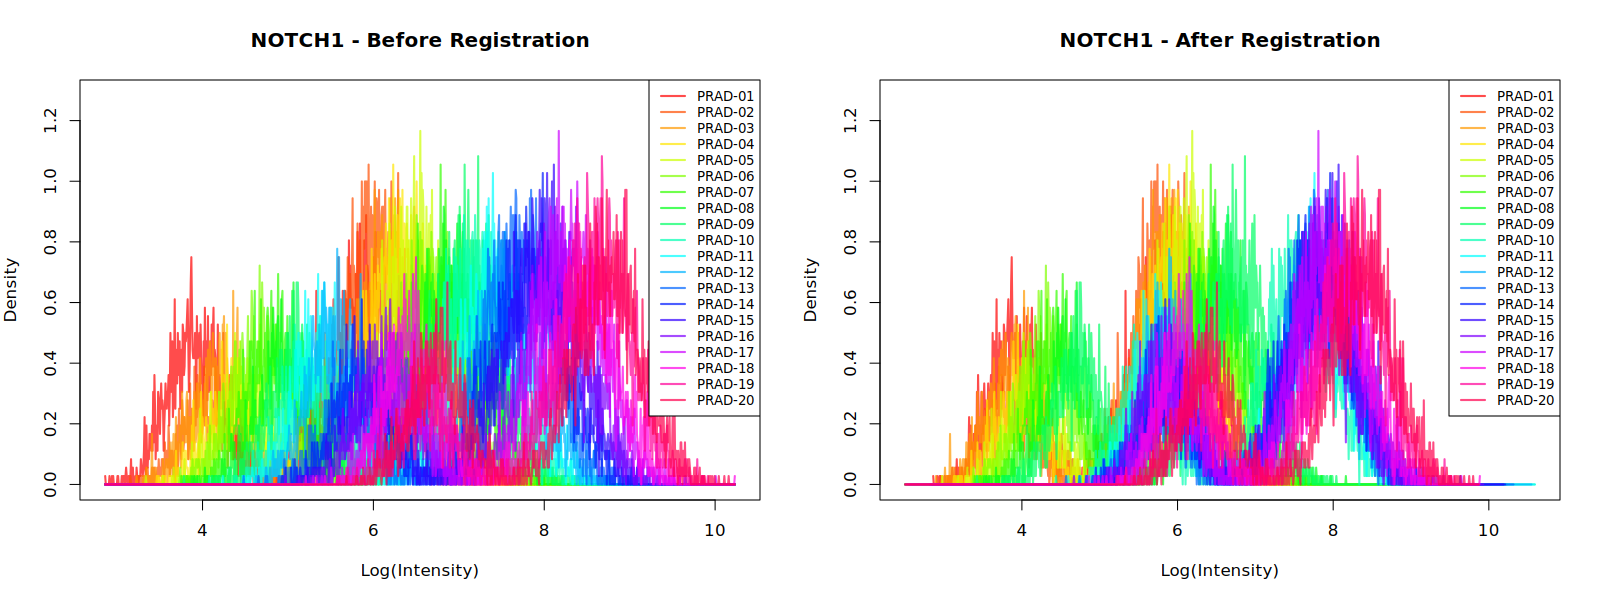 NOTCH1 - Before Registration
1.2
1.0
0.8
0.6
0.4
0.2
0.0
Density
4 6 8 10
Log(Intensity)
PRAD-01
PRAD-02
PRAD-03
PRAD-04
PRAD-05
PRAD-06
PRAD-07
PRAD-08
PRAD-09
PRAD-10
PRAD-11
PRAD-12
PRAD-13
PRAD-14
PRAD-15
PRAD-16
PRAD-17
PRAD-18
PRAD-19
PRAD-20
NOTCH1 - After Registration
1.2
1.0
0.8
0.6
0.4
0.2
0.0
Density
4 6 8 10
Log(Intensity)
PRAD-01
PRAD-02
PRAD-03
PRAD-04
PRAD-05
PRAD-06
PRAD-07
PRAD-08
PRAD-09
PRAD-10
PRAD-11
PRAD-12
PRAD-13
PRAD-14
PRAD-15
PRAD-16
PRAD-17
PRAD-18
PRAD-19
PRAD-20